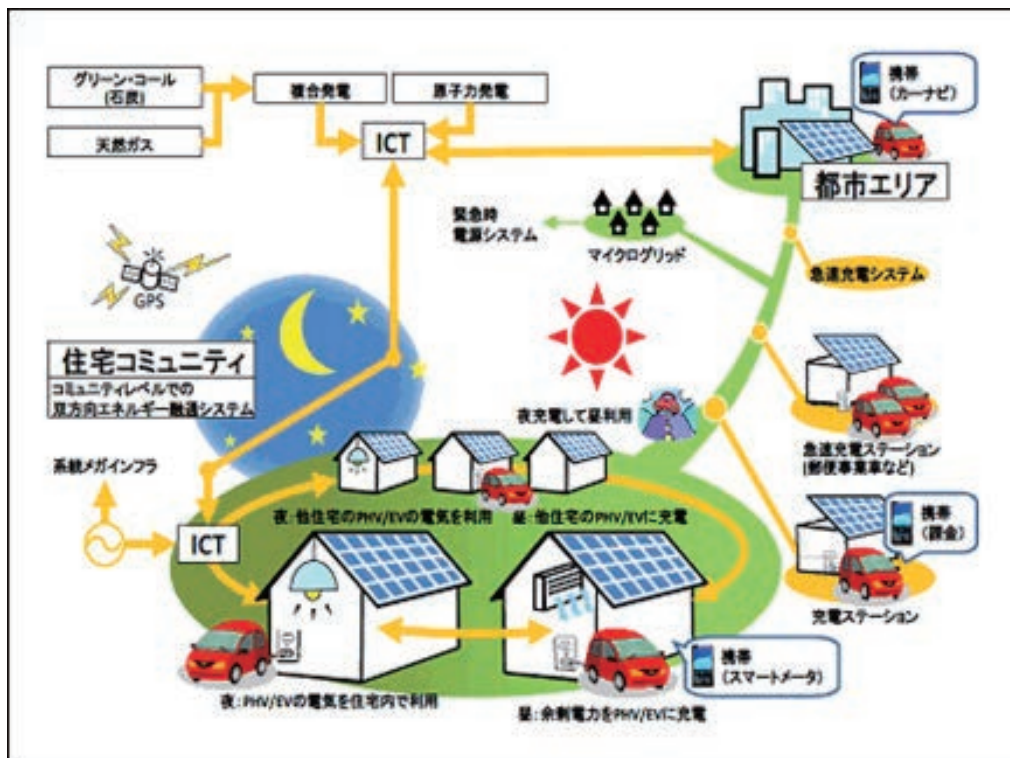 グリーン・コール
(石炭)
複合発電
原子力発電
天然ガス
ICT
携帯
(カーナビ)
都市エリア
緊急時
電源システム
マイクログリッド
急速充電システム
GPS
住宅コミュニティ
コミュニティレベルでの
双方向エネルギー融通システム
夜充電して昼利用
急速充電ステーション
(郵便事業車など)
系統メガインフラ
夜:他住宅のPHV/EVの電気を利用
昼:他住宅のPHV/EVに充電
ICT
携帯
(課金)
充電ステーション
携帯
(スマートメータ)
夜:PHV/EVの電気を住宅内で利用
昼:余剰電力をPHV/EVに充電